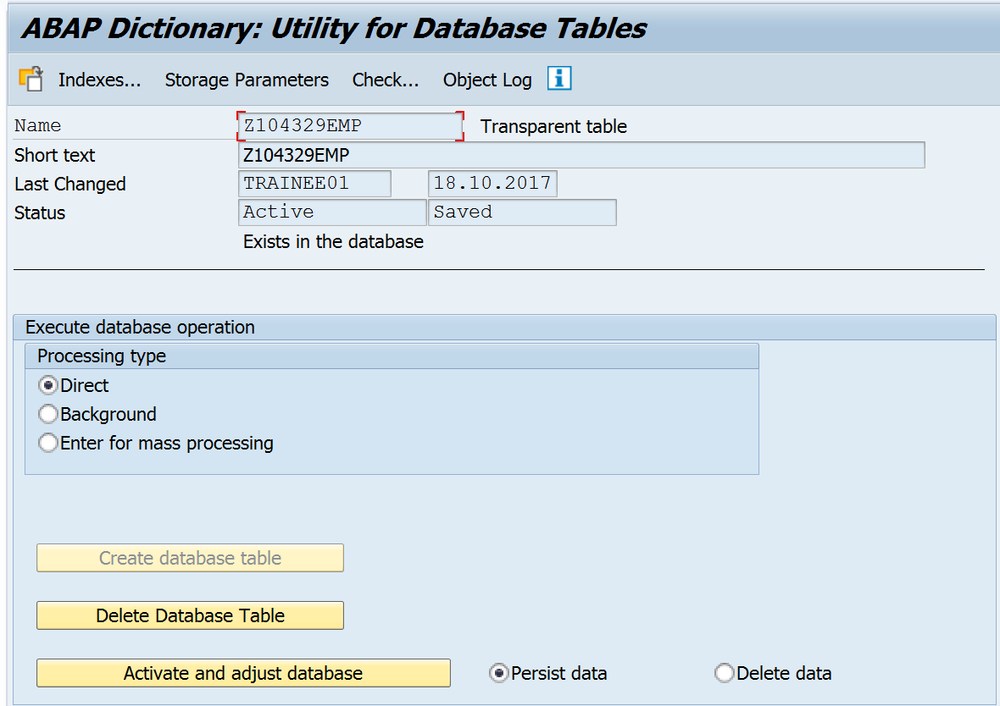 ABAP Dictionary: Utility for Database Tables
Indexes... Storage Parameters Check... Object Log
Name Z104329EMP Transparent table
Short text Z104329EMP
Last Changed TRAINEE01 18.10.2017
Status Active Saved
Exists in the database
Execute database operation
Processing type
Direct
Background
Enter for mass processing
Create database table
Delete Database Table
Activate and adjust database Persist data Delete data